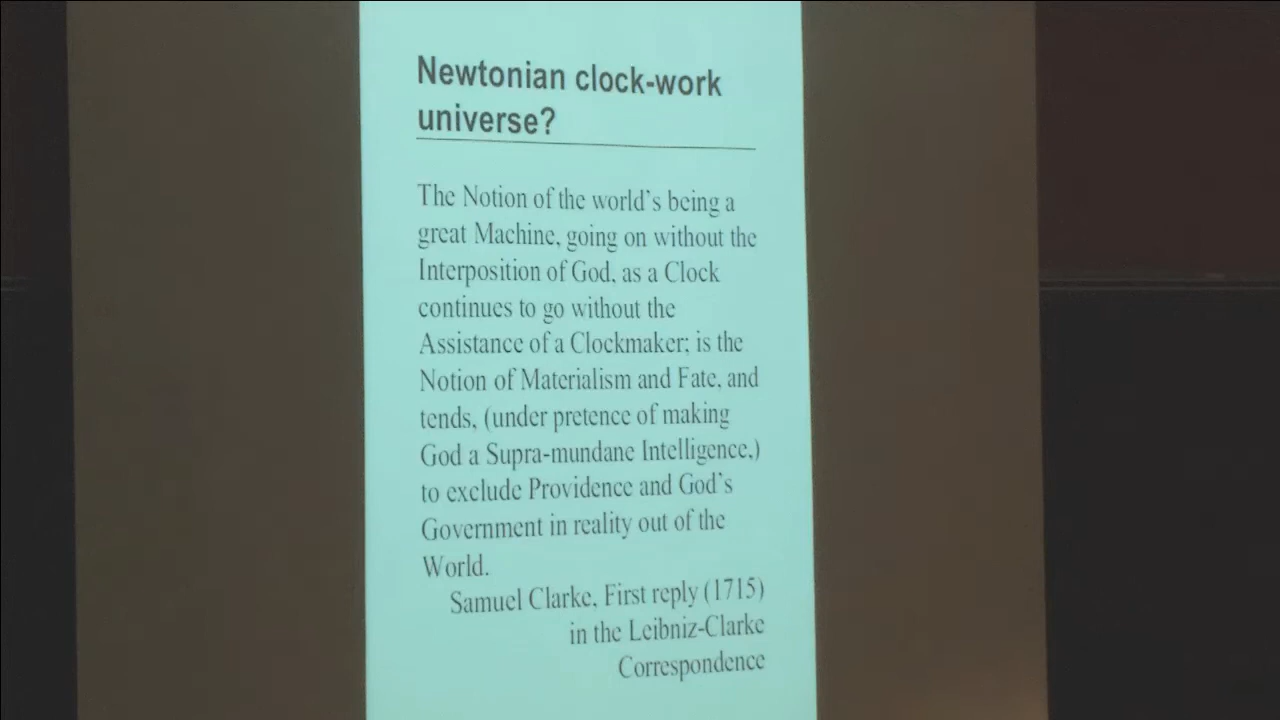 Newtonian clock-work
universe?
The Notion of the world's being a
great Machine, going on without the
Interposition of God, as a Clock
continues to go without the
Assistance of a Clockmaker; is the
Notion of Materialism and Fate, and
tends, (under pretence of making
God a Supra-mundane Intelligence,)
to exclude Providence and God's
Government in reality out of the
World.
Samuel Clarke, First reply (1715)
in the Leibniz-Clarke
Correspondence